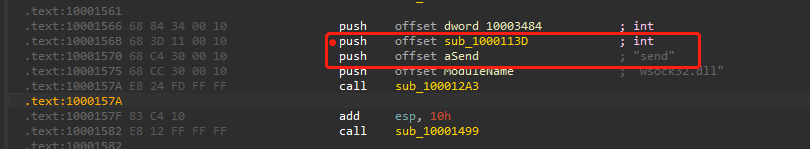 .text:10001561
.text:10001566 68 84 34 00 10 push offset dword_10003484 ; int
.text:1000156B 68 3D 11 00 10 push offset sub_1000113D ; int
.text:10001570 68 C4 30 00 10 push offset aSend ; "send"
.text:10001575 68 CC 30 00 10 push offset ModuleName ; "wsock32.dll"
.text:1000157A E8 24 FD FF FF call sub_100012A3
.text:1000157A
.text:1000157F 83 C4 10 add esp, 10h
.text:10001582 E8 12 FF FF FF call sub_10001499
.text:10001582